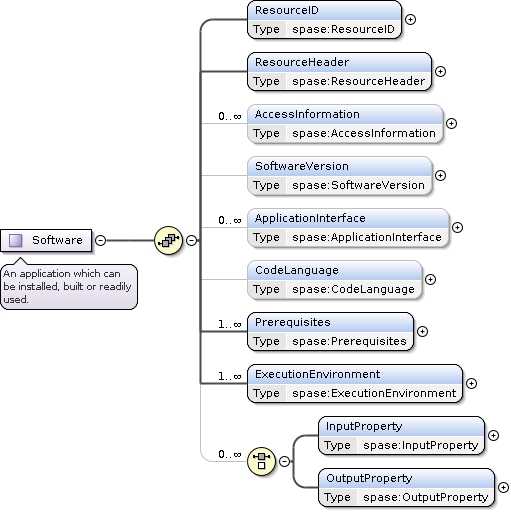 ResourceID
Type spase:ResourceID
ResourceHeader
Type spase:ResourceHeader
0..∞
AccessInformation
Type spase:AccessInformation
SoftwareVersion
Type spase:SoftwareVersion
0..∞
ApplicationInterface
Type spase:ApplicationInterface
Software
An application which can
be installed, built or readily
used.
CodeLanguage
Type spase:CodeLanguage
1..∞
Prerequisites
Type spase:Prerequisites
1..∞
ExecutionEnvironment
Type spase:ExecutionEnvironment
0..∞
InputProperty
Type spase:InputProperty
OutputProperty
Type spase:OutputProperty